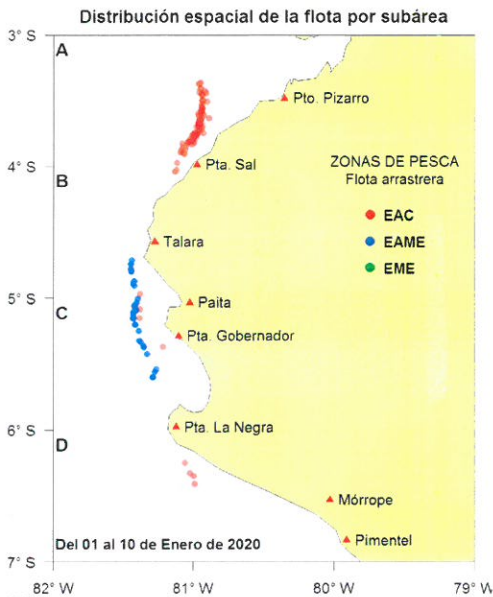 Distribución espacial de la flota por subárea
3° S
A
Pto. Pizarro
4° S
Pta. Sal
B
ZONAS DE PESCA
Flota arrastrera
EAC
EAME
EME
Talara
5° S
C
Paita
Pta. Gobernador
6° S
Pta. La Negra
D
Mórrope
Pimentel
Del 01 al 10 de Enero de 2020
7° S
82° W
81° W
80° W
79° W